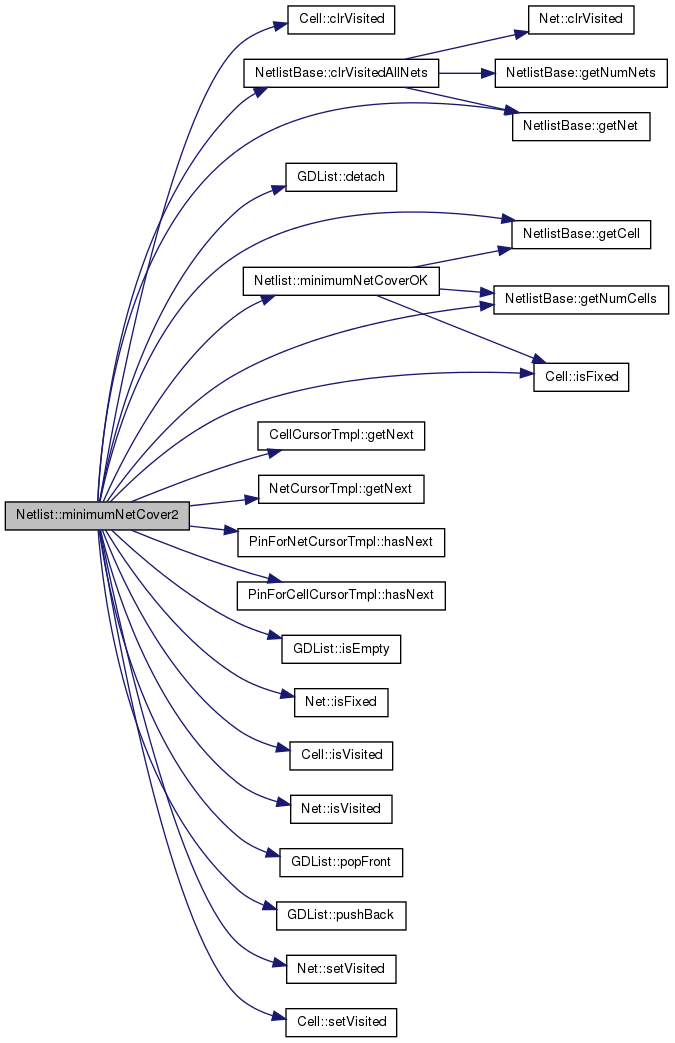 Cell::clrVisited
Net::clrVisited
NetlistBase::clrVisitedAllNets
NetlistBase::getNumNets
NetlistBase::getNet
GDList::detach
NetlistBase::getCell
Netlist::minimumNetCoverOK
NetlistBase::getNumCells
Cell::isFixed
CellCursorTmpl::getNext
NetCursorTmpl::getNext
Netlist::minimumNetCover2
PinForNetCursorTmpl::hasNext
PinForCellCursorTmpl::hasNext
GDList::isEmpty
Net::isFixed
Cell::isVisited
Net::isVisited
GDList::popFront
GDList::pushBack
Net::setVisited
Cell::setVisited